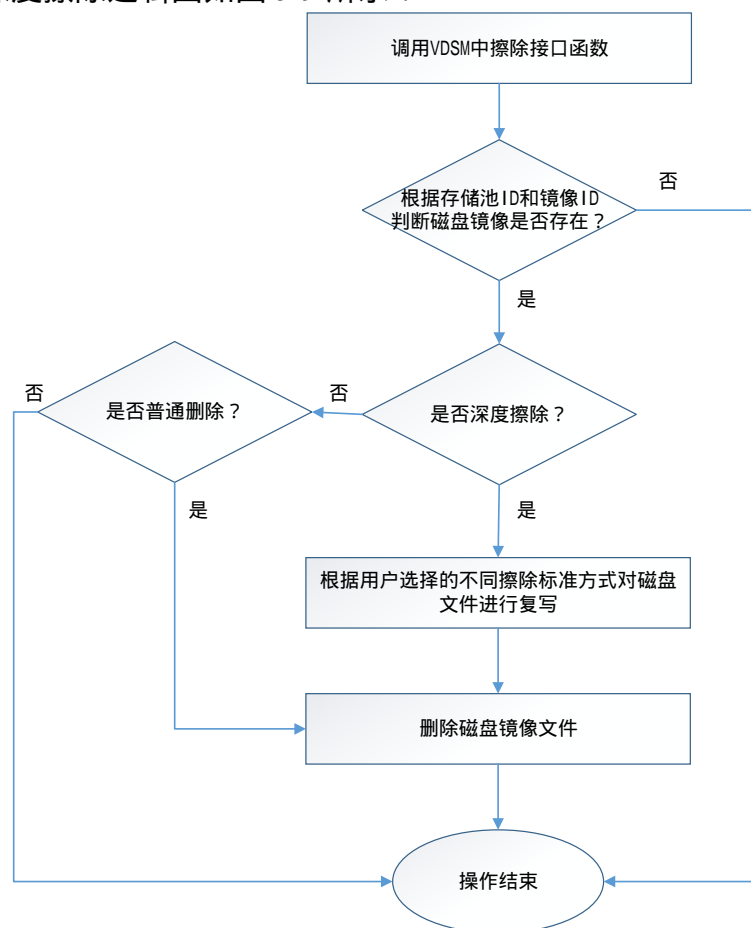 调用VDSM中擦除接口函数
根据存储池ID和镜像ID
判断磁盘镜像是否存在？
否
是
否
是否普通删除？
否
是否深度擦除？
是
是
根据用户选择的不同擦除标准方式对磁盘
文件进行复写
删除磁盘镜像文件
操作结束